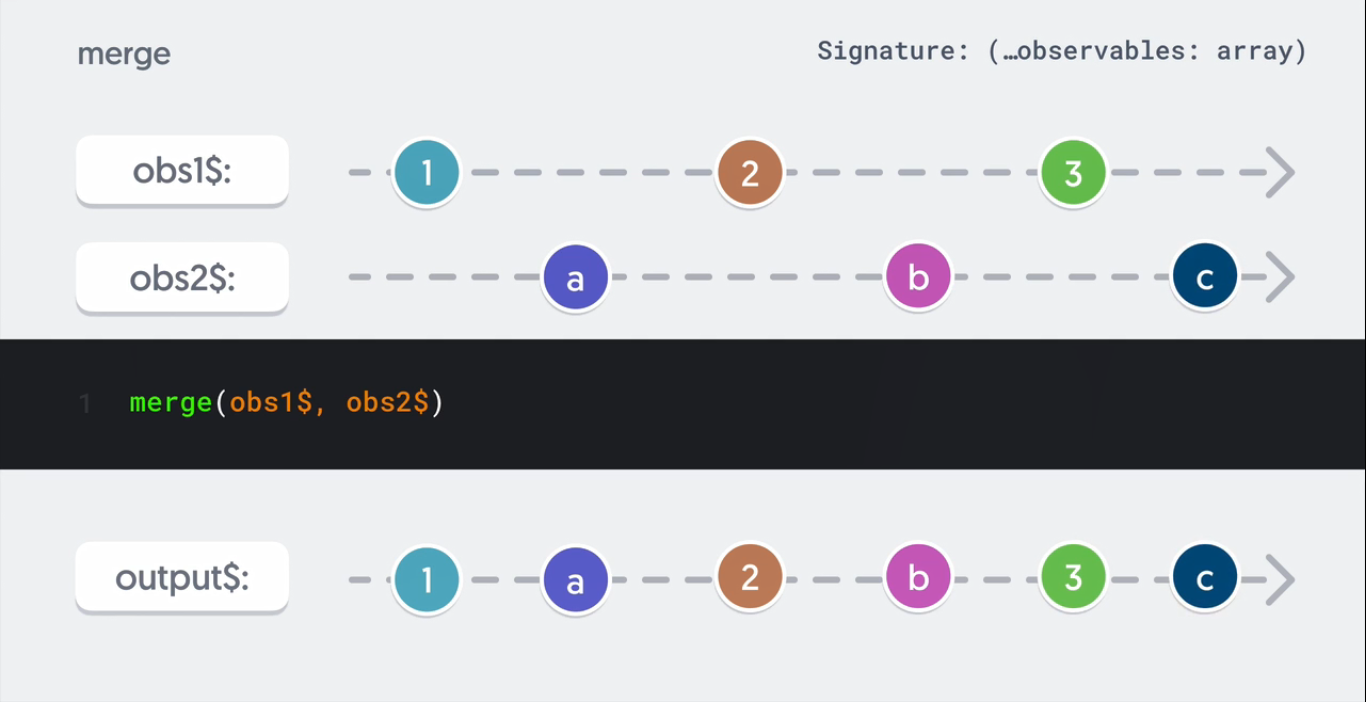 merge
Signature: (…observables: array)
obs1$:
1 2 3
obs2$:
a b c
1 merge(obs1$, obs2$)
output$:
1 a 2 b 3 c